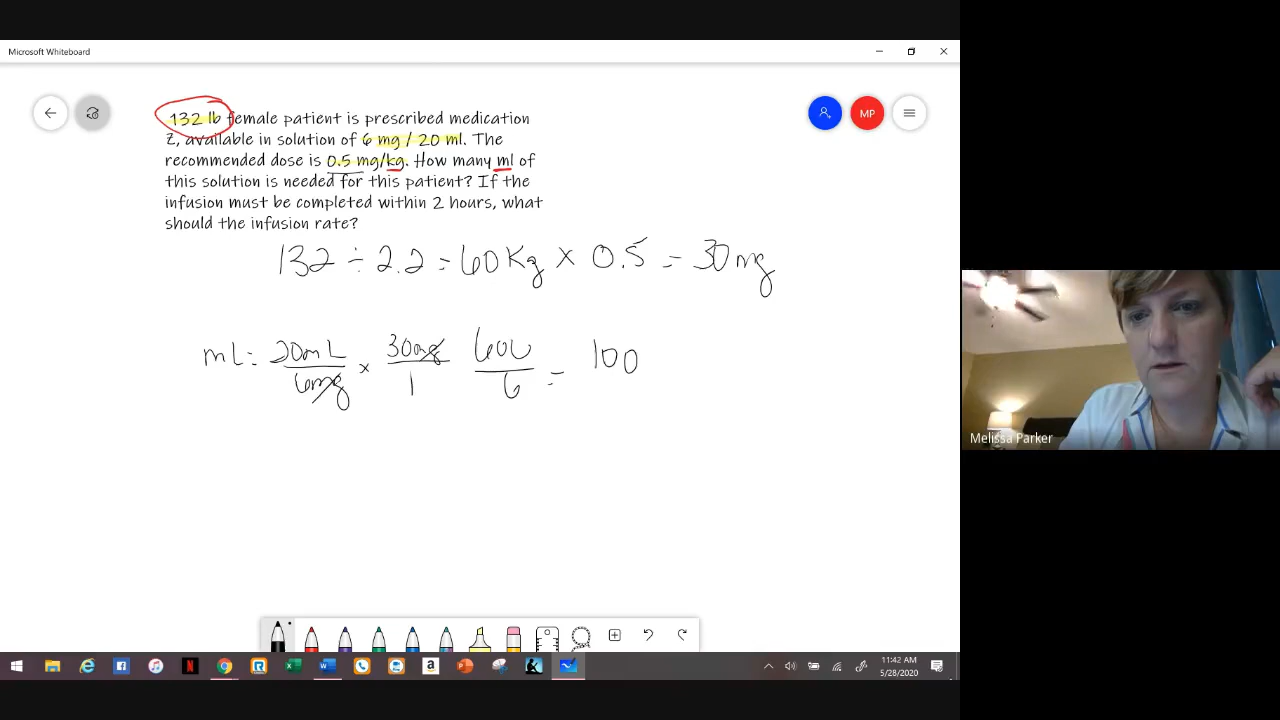 Microsoft Whiteboard
132 lb female patient is prescribed medication
Z, available in solution of 6 mg / 20 ml. The
recommended dose is 0.5 mg/kg. How many ml of
this solution is needed for this patient? If the
infusion must be completed within 2 hours, what
should the infusion rate?
MP
132 ÷ 2.2 = 60 Kg × 0.5 = 30 mg
mL = 20mL / 6mg × 30mg / 1 600 / 6 = 100
Melissa Parker
11:42 AM
5/28/2020